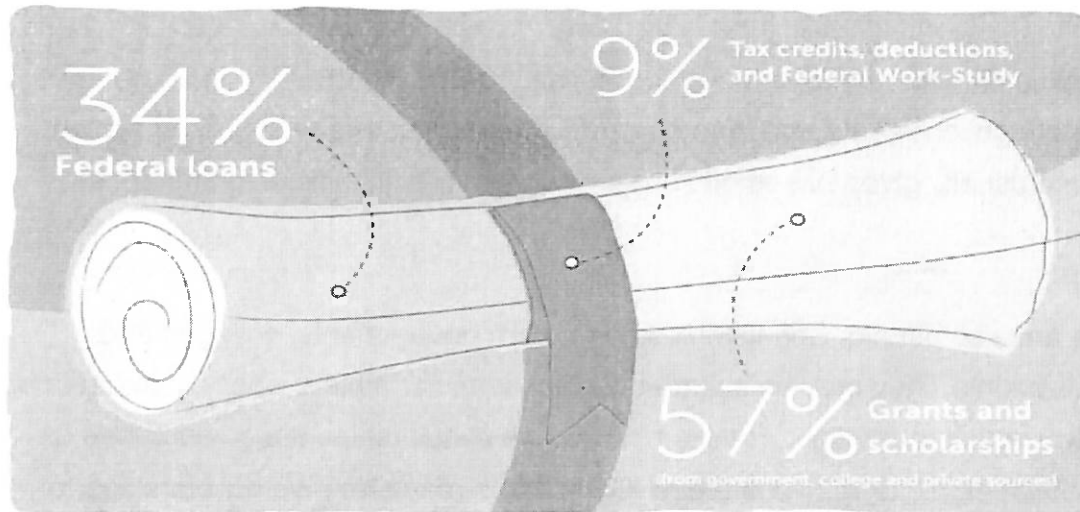 34%
Federal loans
9%
Tax credits, deductions,
and Federal Work-Study
57%
Grants and
scholarships
(from government, college and private sources)